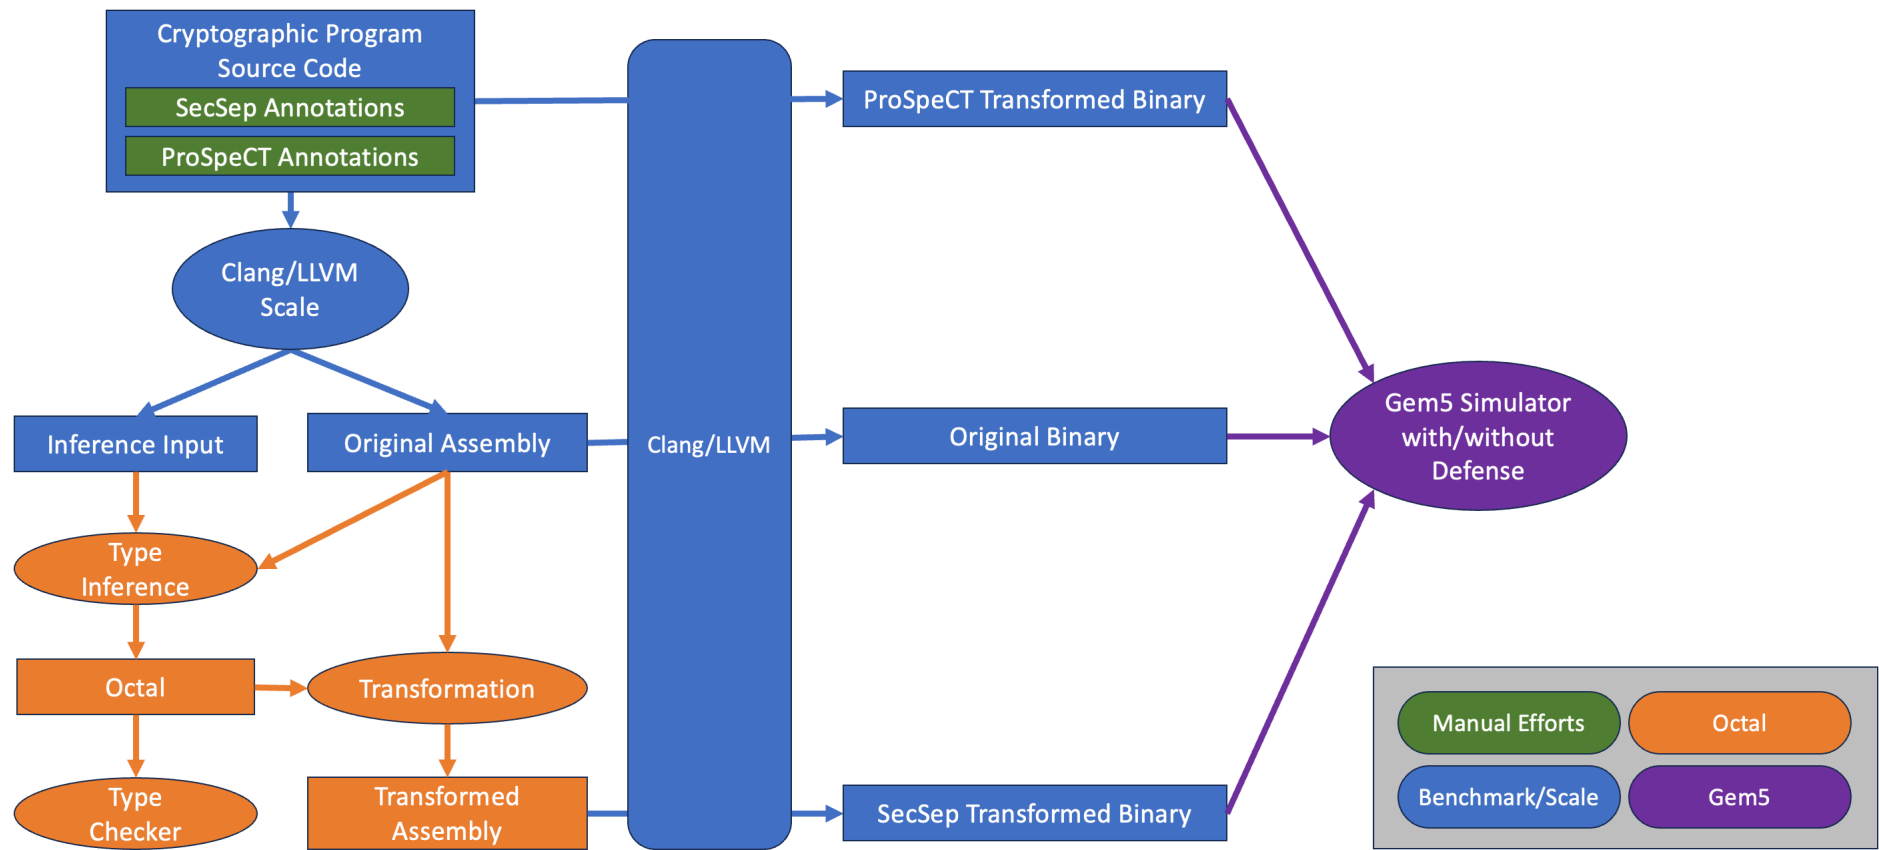 Cryptographic Program
Source Code
SecSep Annotations
ProSpeCT Annotations
Clang/LLVM
Scale
Inference Input
Original Assembly
Type
Inference
Octal
Transformation
Type
Checker
Transformed
Assembly
Clang/LLVM
ProSpeCT Transformed Binary
Original Binary
SecSep Transformed Binary
Gem5 Simulator
with/without
Defense
Manual Efforts
Octal
Benchmark/Scale
Gem5